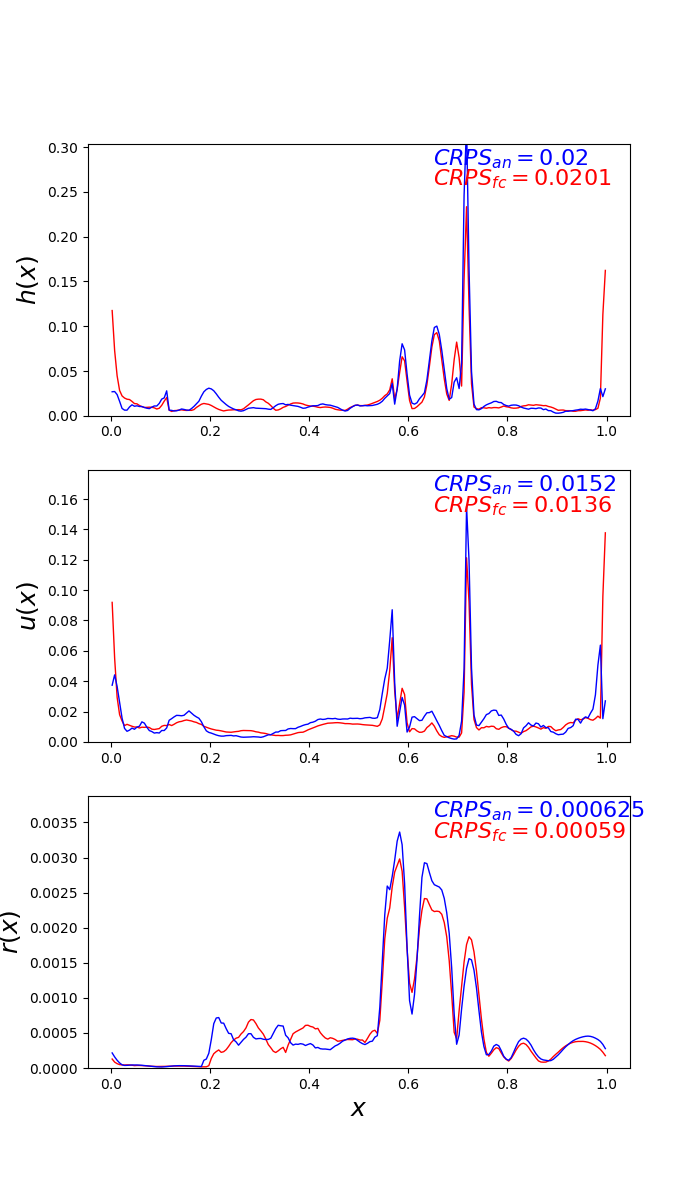 CRPS_an = 0.02
CRPS_fc = 0.0201
h(x)
0.30
0.25
0.20
0.15
0.10
0.05
0.00
0.0 0.2 0.4 0.6 0.8 1.0
CRPS_an = 0.0152
CRPS_fc = 0.0136
u(x)
0.16
0.14
0.12
0.10
0.08
0.06
0.04
0.02
0.00
0.0 0.2 0.4 0.6 0.8 1.0
CRPS_an = 0.000625
CRPS_fc = 0.00059
r(x)
0.0035
0.0030
0.0025
0.0020
0.0015
0.0010
0.0005
0.0000
0.0 0.2 0.4 0.6 0.8 1.0
x